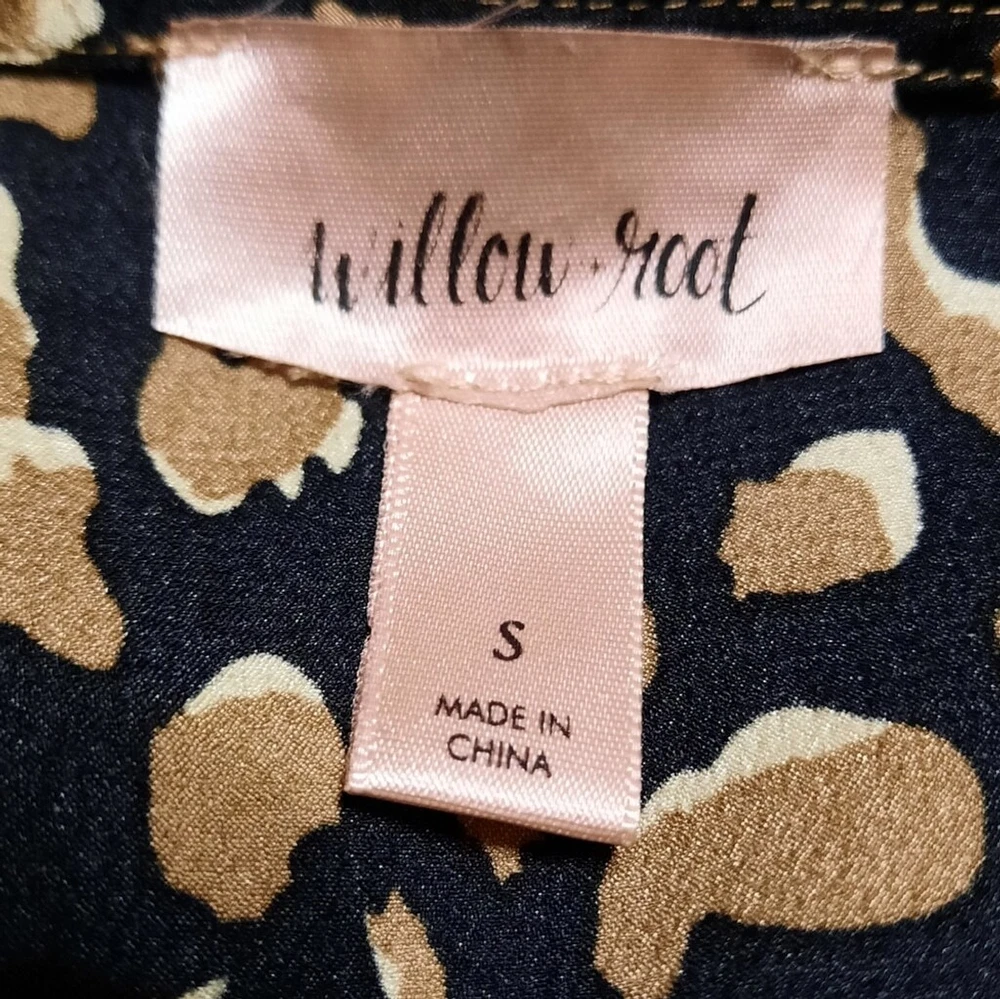 willow + root
S
MADE IN
CHINA